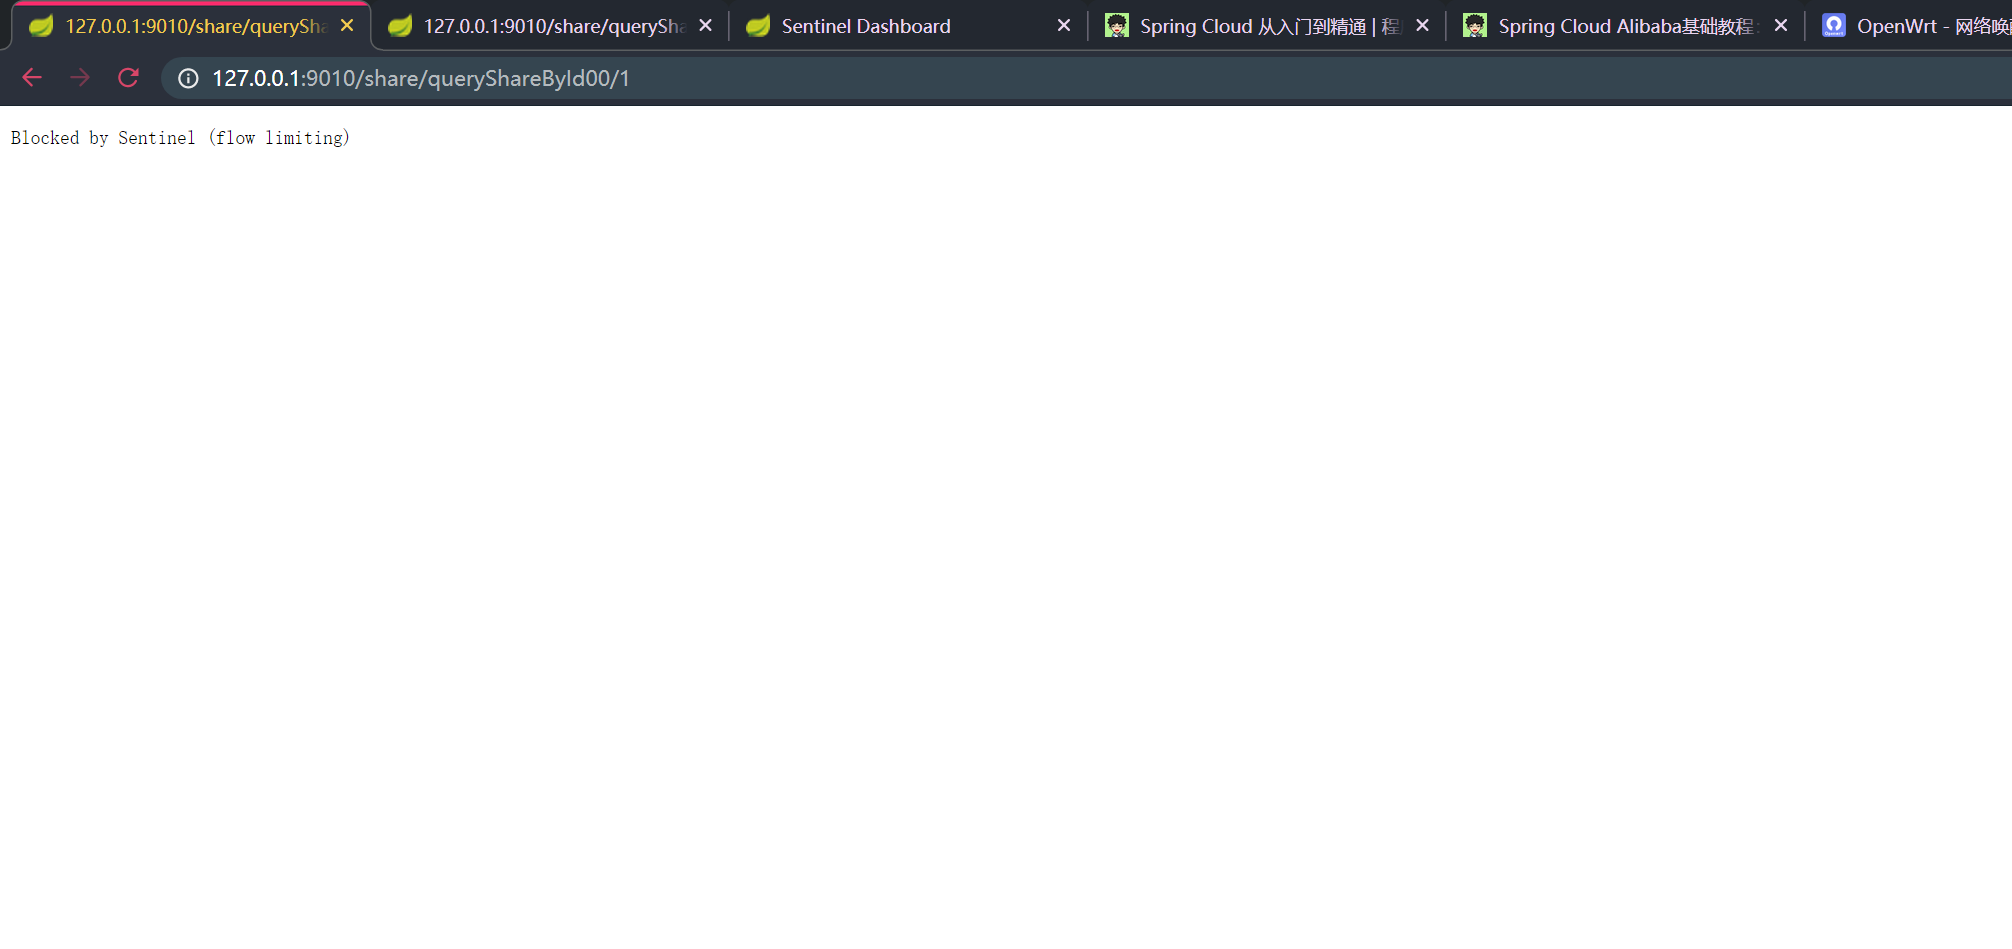 127.0.0.1:9010/share/querySha
127.0.0.1:9010/share/querySha
Sentinel Dashboard
Spring Cloud 从入门到精通 | 程
Spring Cloud Alibaba基础教程
OpenWrt - 网络唤
127.0.0.1:9010/share/queryShareById00/1
Blocked by Sentinel (flow limiting)